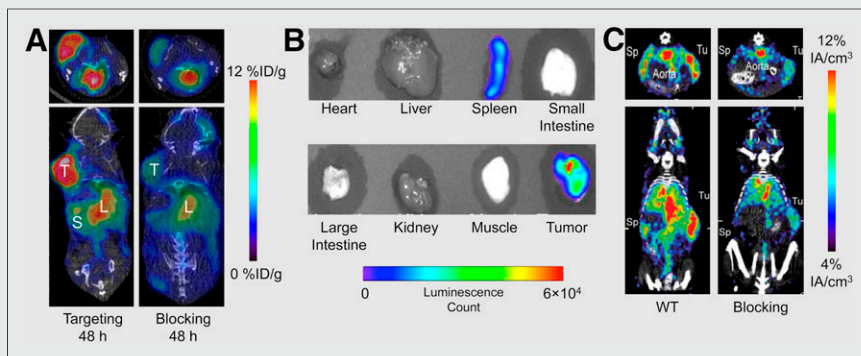 A
12 %ID/g
T
S
L
T
L
0 %ID/g
Targeting
48 h
Blocking
48 h
B
Heart
Liver
Spleen
Small
Intestine
Large
Intestine
Kidney
Muscle
Tumor
0
Luminescence
Count
6×10⁴
C
Sp
Tu
Aorta
Sp
Tu
Aorta
12%
IA/cm³
Tu
Sp
Tu
Sp
4%
IA/cm³
WT
Blocking